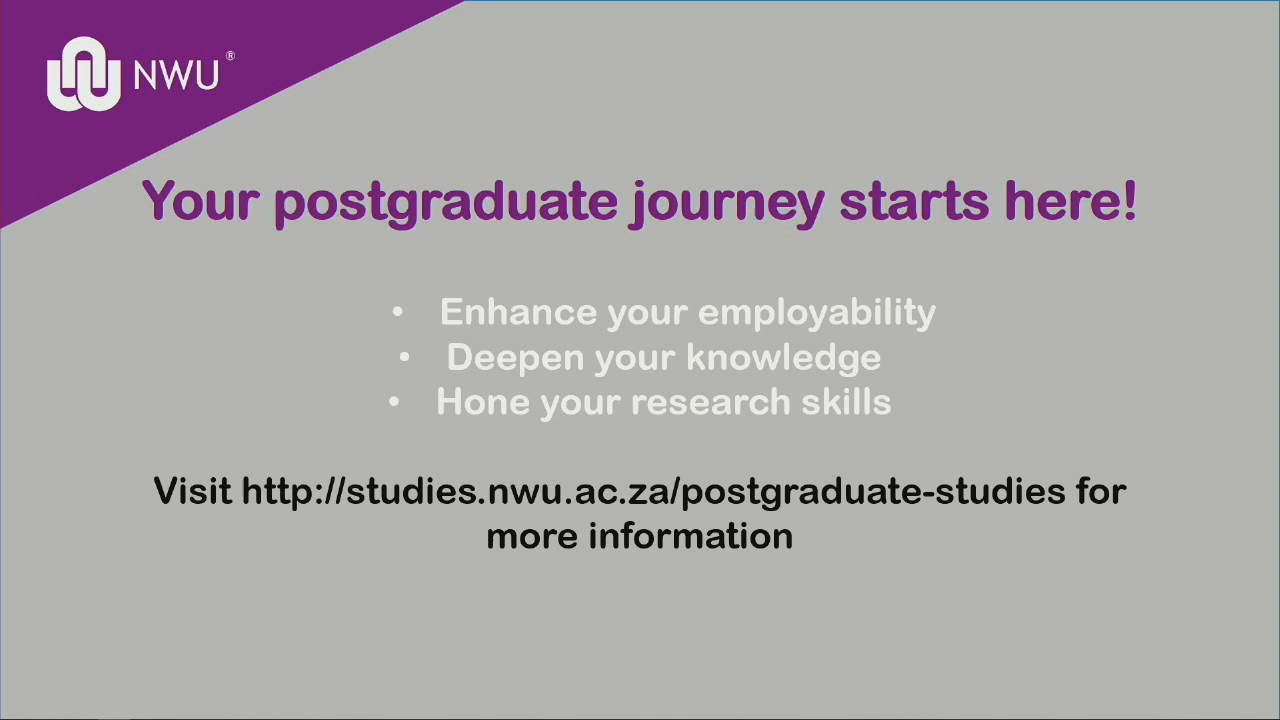 NWU®
Your postgraduate journey starts here!
• Enhance your employability
• Deepen your knowledge
• Hone your research skills
Visit http://studies.nwu.ac.za/postgraduate-studies for
more information